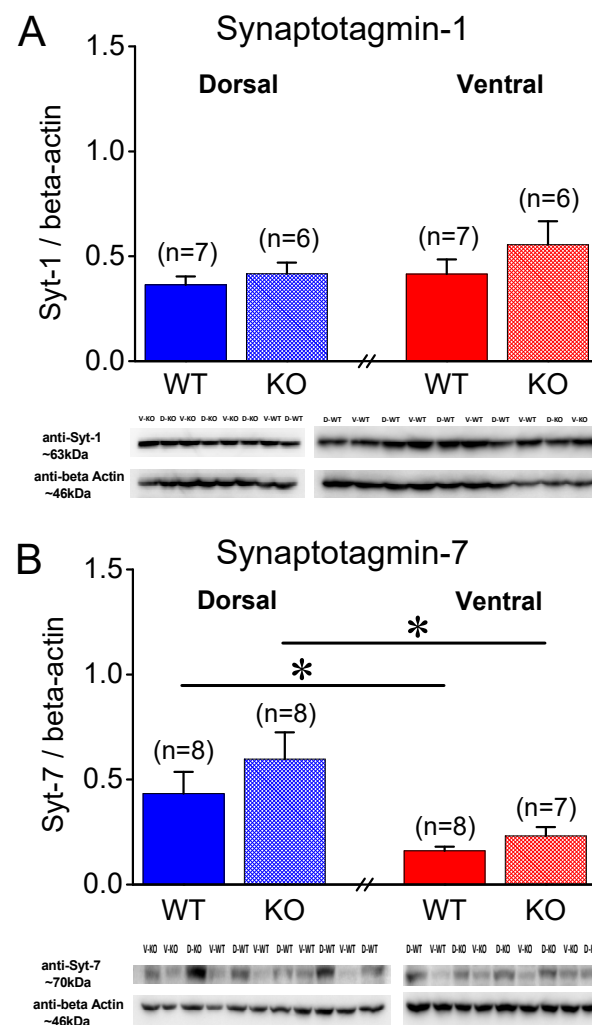 A
Synaptotagmin-1
Dorsal Ventral
Syt-1 / beta-actin
1.5
1.0
0.5
0.0
(n=7) (n=6) (n=7) (n=6)
WT KO // WT KO
V-KO D-KO V-KO D-KO V-KO D-KO V-WT D-WT D-WT V-WT D-WT V-WT D-WT V-WT D-WT V-WT D-KO V-KO
anti-Syt-1
~63kDa
anti-beta Actin
~46kDa
B
Synaptotagmin-7
Dorsal Ventral
Syt-7 / beta-actin
1.5
1.0
0.5
0.0
*
*
(n=8) (n=8) (n=8) (n=7)
WT KO // WT KO
V-KO V-KO D-KO V-WT D-WT V-WT D-WT V-WT D-WT V-WT D-WT D-WT V-WT D-KO V-KO D-KO V-KO D-KO V-KO D-KO
anti-Syt-7
~70kDa
anti-beta Actin
~46kDa